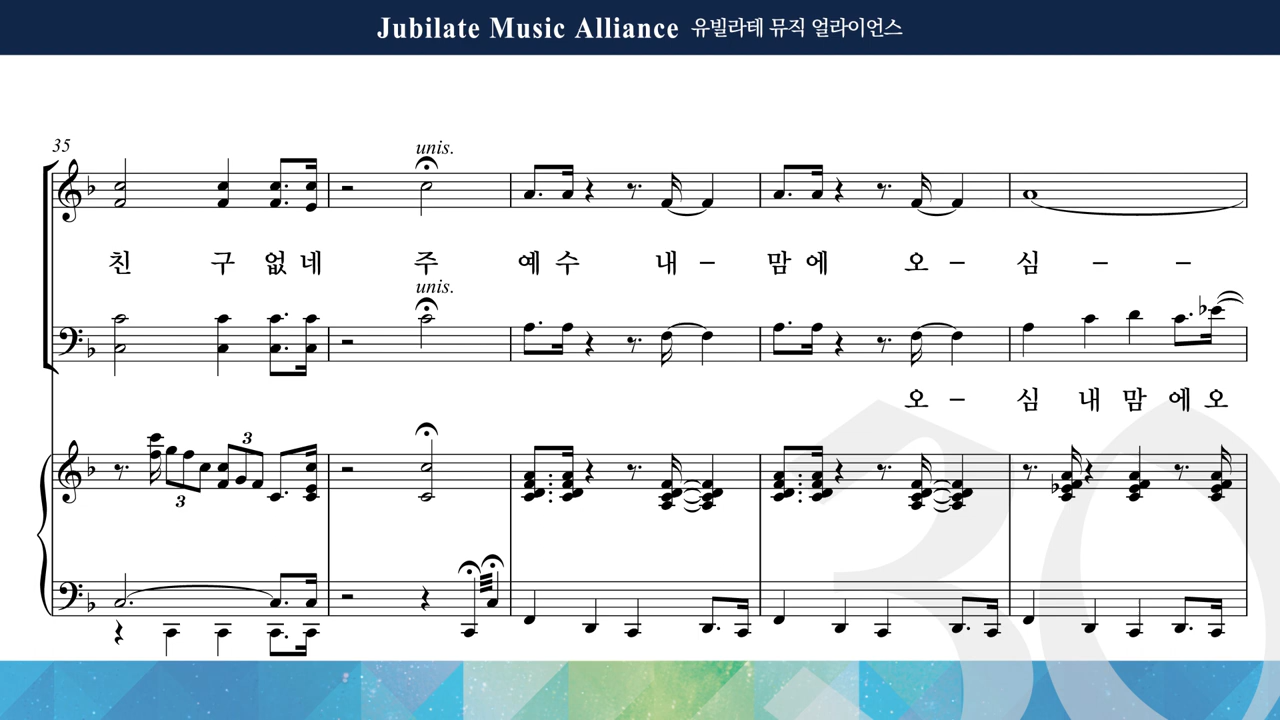 Jubilate Music Alliance 유빌라테 뮤직 얼라이언스
35
unis.
친 구 없 네 주 예 수 내 – 맘 에 오 – 심 – –
unis.
오 – 심 내 맘 에 오
3
3
30